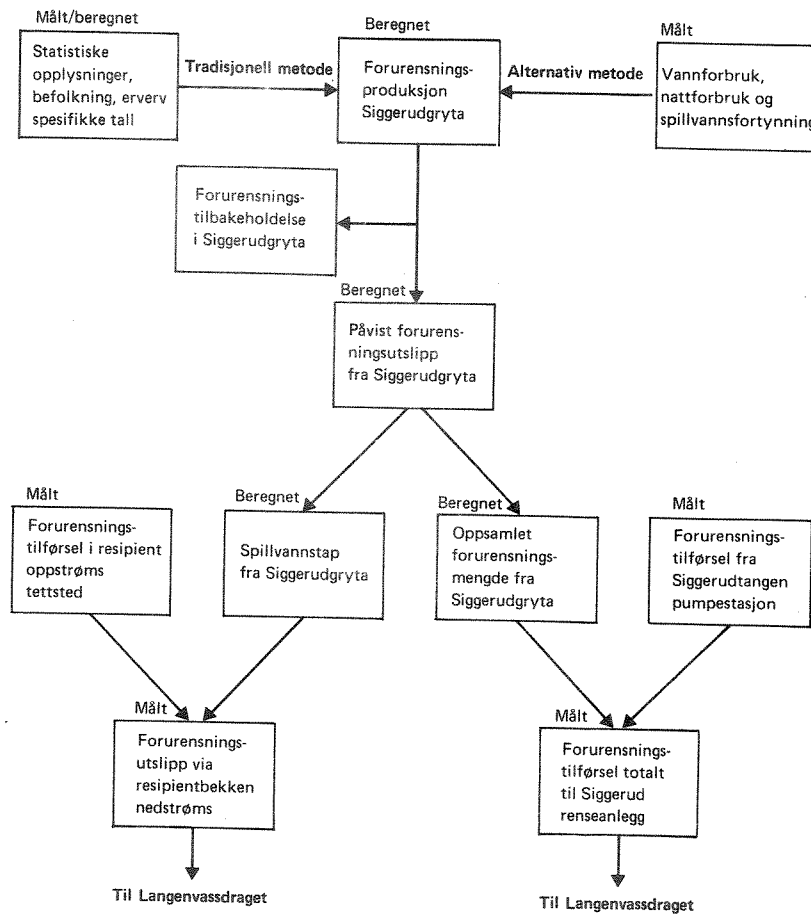 Målt/beregnet
Statistiske
opplysninger,
befolkning, erverv
spesifikke tall
Tradisjonell metode
Beregnet
Forurensnings-
produksjon
Siggerudgryta
Alternativ metode
Målt
Vannforbruk,
nattforbruk og
spillvannsfortynning
Forurensnings-
tilbakeholdelse
i Siggerudgryta
Beregnet
Påvist forurens-
ningsutslipp
fra Siggerudgryta
Målt
Forurensnings-
tilførsel i resipient
oppstrøms
tettsted
Beregnet
Spillvannstap
fra Siggerudgryta
Beregnet
Oppsamlet
forurensnings-
mengde fra
Siggerudgryta
Målt
Forurensnings-
tilførsel fra
Siggerudtangen
pumpestasjon
Målt
Forurensnings-
utslipp via
resipientbekken
nedstrøms
Målt
Forurensnings-
tilførsel totalt
til Siggerud
renseanlegg
Til Langenvassdraget
Til Langenvassdraget